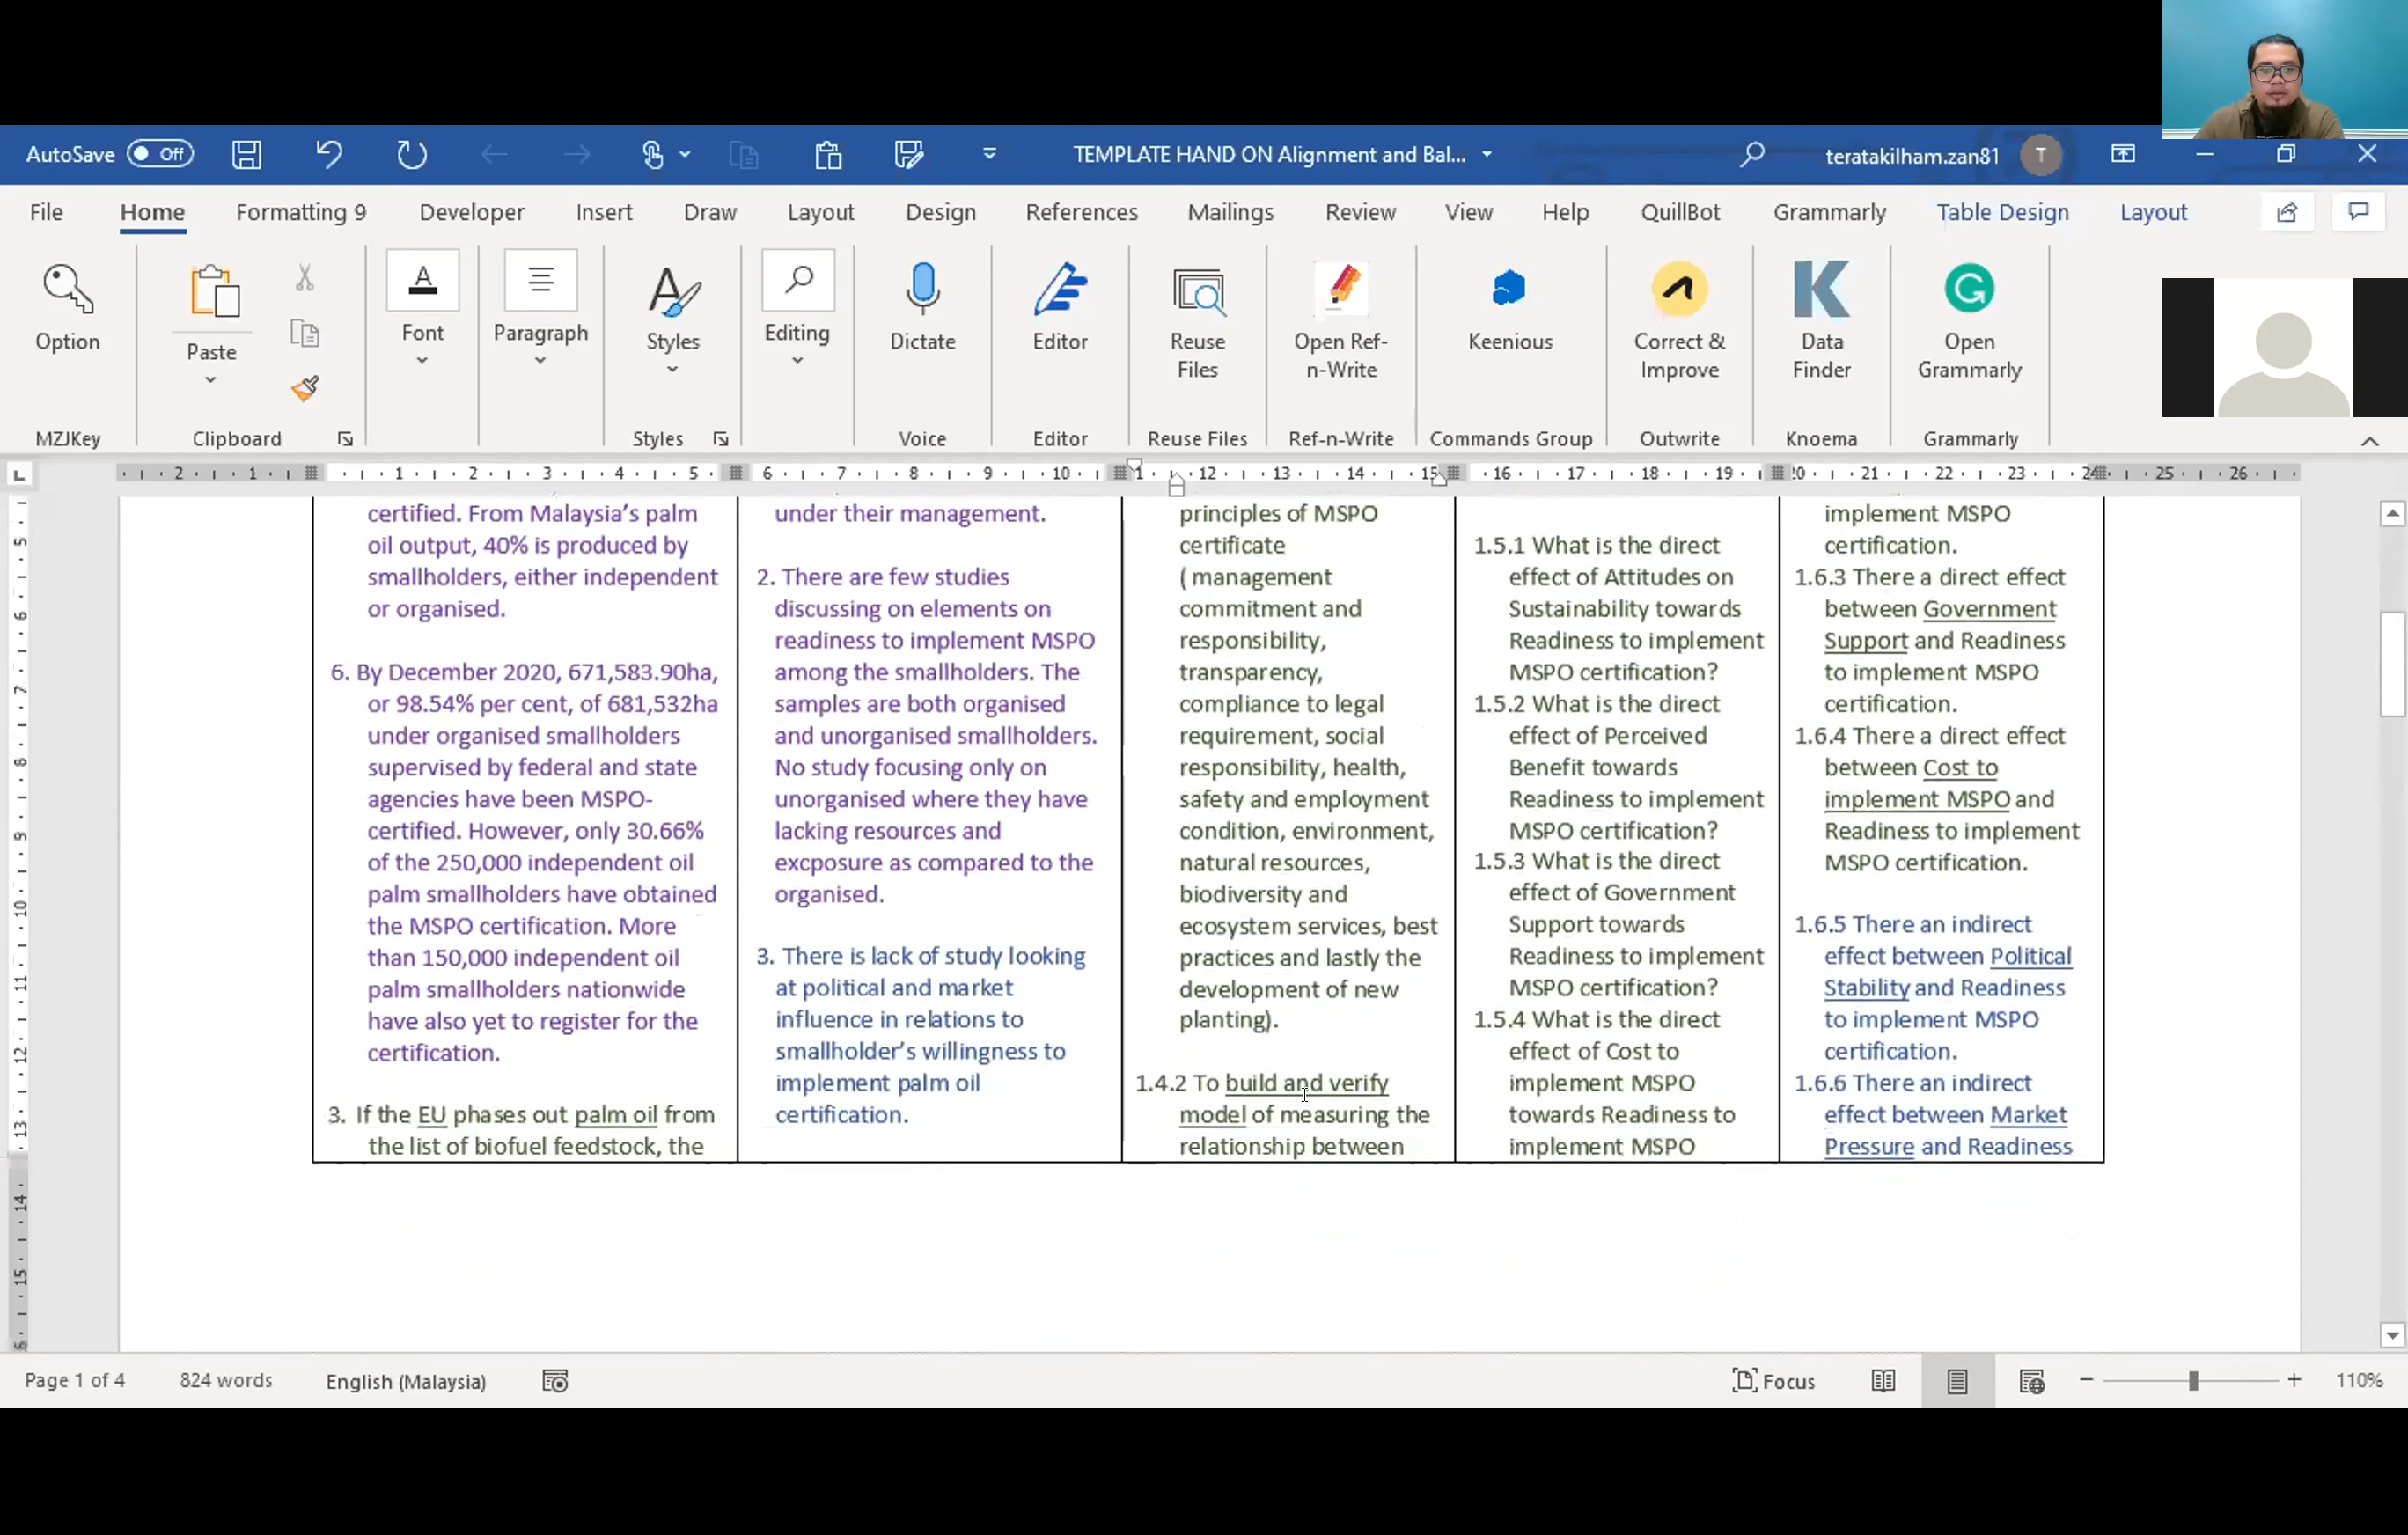 AutoSave Off
TEMPLATE HAND ON Alignment and Bal...
teratakilham.zan81
T
File
Home
Formatting 9
Developer
Insert
Draw
Layout
Design
References
Mailings
Review
View
Help
QuillBot
Grammarly
Table Design
Layout
Option
Paste
Font
Paragraph
Styles
Editing
Dictate
Editor
Reuse
Files
Open Ref-
n-Write
Keenious
Correct &
Improve
Data
Finder
Open
Grammarly
MZJKey
Clipboard
Styles
Voice
Editor
Reuse Files
Ref-n-Write
Commands Group
Outwrite
Knoema
Grammarly
certified. From Malaysia's palm
oil output, 40% is produced by
smallholders, either independent
or organised.
6. By December 2020, 671,583.90ha,
or 98.54% per cent, of 681,532ha
under organised smallholders
supervised by federal and state
agencies have been MSPO-
certified. However, only 30.66%
of the 250,000 independent oil
palm smallholders have obtained
the MSPO certification. More
than 150,000 independent oil
palm smallholders nationwide
have also yet to register for the
certification.
3. If the EU phases out palm oil from
the list of biofuel feedstock, the
under their management.
2. There are few studies
discussing on elements on
readiness to implement MSPO
among the smallholders. The
samples are both organised
and unorganised smallholders.
No study focusing only on
unorganised where they have
lacking resources and
excposure as compared to the
organised.
3. There is lack of study looking
at political and market
influence in relations to
smallholder's willingness to
implement palm oil
certification.
principles of MSPO
certificate
( management
commitment and
responsibility,
transparency,
compliance to legal
requirement, social
responsibility, health,
safety and employment
condition, environment,
natural resources,
biodiversity and
ecosystem services, best
practices and lastly the
development of new
planting).
1.4.2 To build and verify
model of measuring the
relationship between
1.5.1 What is the direct
effect of Attitudes on
Sustainability towards
Readiness to implement
MSPO certification?
1.5.2 What is the direct
effect of Perceived
Benefit towards
Readiness to implement
MSPO certification?
1.5.3 What is the direct
effect of Government
Support towards
Readiness to implement
MSPO certification?
1.5.4 What is the direct
effect of Cost to
implement MSPO
towards Readiness to
implement MSPO
implement MSPO
certification.
1.6.3 There a direct effect
between Government
Support and Readiness
to implement MSPO
certification.
1.6.4 There a direct effect
between Cost to
implement MSPO and
Readiness to implement
MSPO certification.
1.6.5 There an indirect
effect between Political
Stability and Readiness
to implement MSPO
certification.
1.6.6 There an indirect
effect between Market
Pressure and Readiness
Page 1 of 4
824 words
English (Malaysia)
Focus
110%